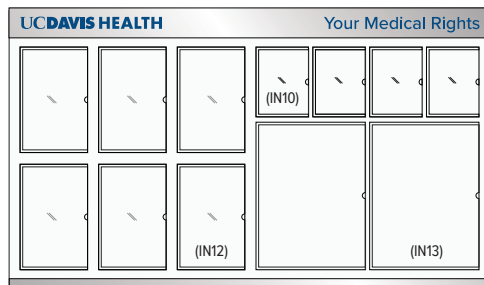 UCDAVIS HEALTH
Your Medical Rights
(IN10)
(IN12)
(IN13)